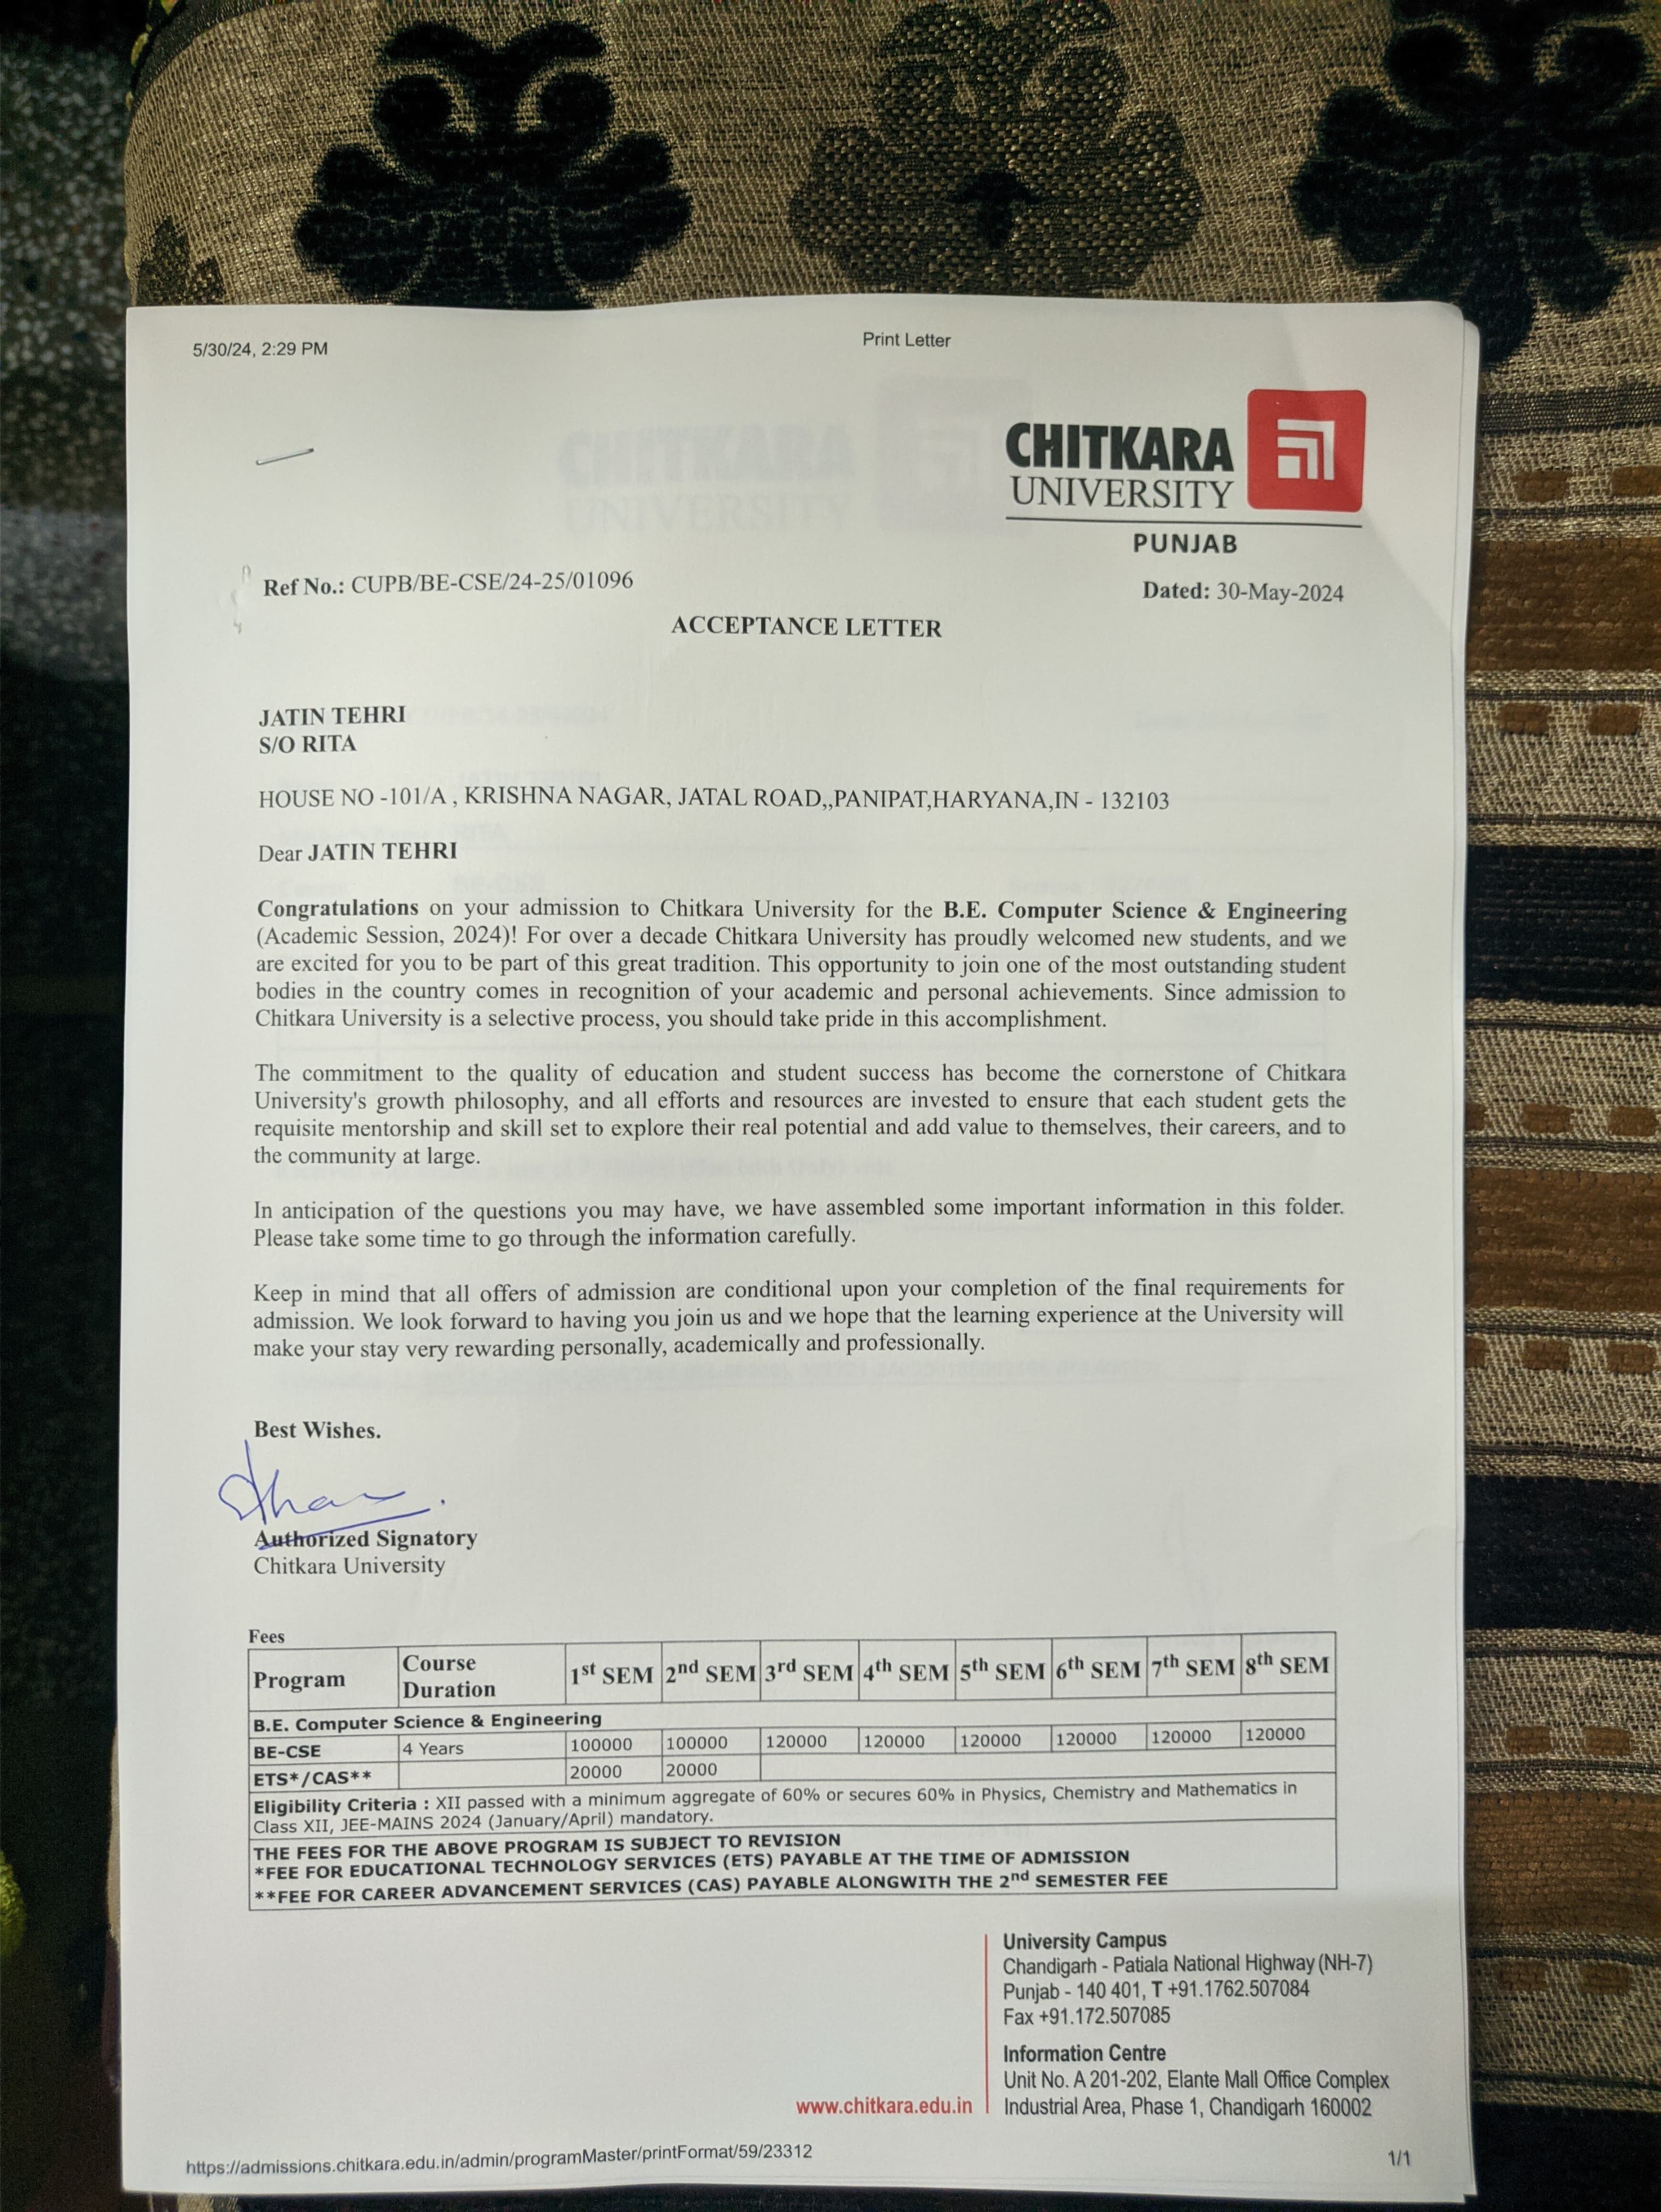 5/30/24, 2:29 PM
Print Letter
CHITKARA
UNIVERSITY
PUNJAB
Ref No.: CUPB/BE-CSE/24-25/01096
Dated: 30-May-2024
ACCEPTANCE LETTER
JATIN TEHRI
S/O RITA
HOUSE NO -101/A , KRISHNA NAGAR, JATAL ROAD,,PANIPAT,HARYANA,IN - 132103
Dear JATIN TEHRI
Congratulations on your admission to Chitkara University for the B.E. Computer Science & Engineering
(Academic Session, 2024)! For over a decade Chitkara University has proudly welcomed new students, and we
are excited for you to be part of this great tradition. This opportunity to join one of the most outstanding student
bodies in the country comes in recognition of your academic and personal achievements. Since admission to
Chitkara University is a selective process, you should take pride in this accomplishment.
The commitment to the quality of education and student success has become the cornerstone of Chitkara
University's growth philosophy, and all efforts and resources are invested to ensure that each student gets the
requisite mentorship and skill set to explore their real potential and add value to themselves, their careers, and to
the community at large.
In anticipation of the questions you may have, we have assembled some important information in this folder.
Please take some time to go through the information carefully.
Keep in mind that all offers of admission are conditional upon your completion of the final requirements for
admission. We look forward to having you join us and we hope that the learning experience at the University will
make your stay very rewarding personally, academically and professionally.
Best Wishes.
Authorized Signatory
Chitkara University
Fees
Program Course Duration 1st SEM 2nd SEM 3rd SEM 4th SEM 5th SEM 6th SEM 7th SEM 8th SEM
B.E. Computer Science & Engineering
BE-CSE 4 Years 100000 100000 120000 120000 120000 120000 120000 120000
ETS*/CAS** 20000 20000
Eligibility Criteria : XII passed with a minimum aggregate of 60% or secures 60% in Physics, Chemistry and Mathematics in
Class XII, JEE-MAINS 2024 (January/April) mandatory.
THE FEES FOR THE ABOVE PROGRAM IS SUBJECT TO REVISION
*FEE FOR EDUCATIONAL TECHNOLOGY SERVICES (ETS) PAYABLE AT THE TIME OF ADMISSION
**FEE FOR CAREER ADVANCEMENT SERVICES (CAS) PAYABLE ALONGWITH THE 2nd SEMESTER FEE
University Campus
Chandigarh - Patiala National Highway (NH-7)
Punjab - 140 401, T +91.1762.507084
Fax +91.172.507085
Information Centre
Unit No. A 201-202, Elante Mall Office Complex
Industrial Area, Phase 1, Chandigarh 160002
www.chitkara.edu.in
https://admissions.chitkara.edu.in/admin/programMaster/printFormat/59/23312
1/1